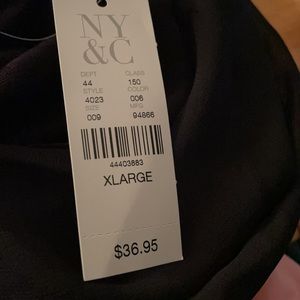 NY
&C
DEPT CLASS
44 150
STYLE COLOR
4023 006
SIZE MFG
009 94866
44403883
XLARGE
$36.95